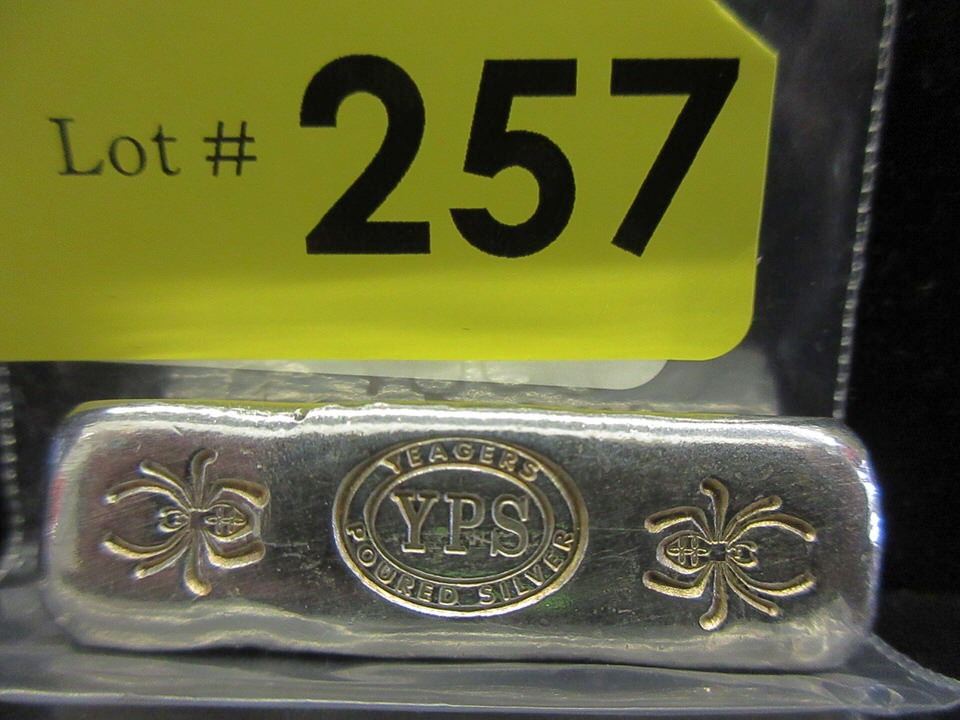 Lot # 257
YEAGERS
YPS
POURED SILVER